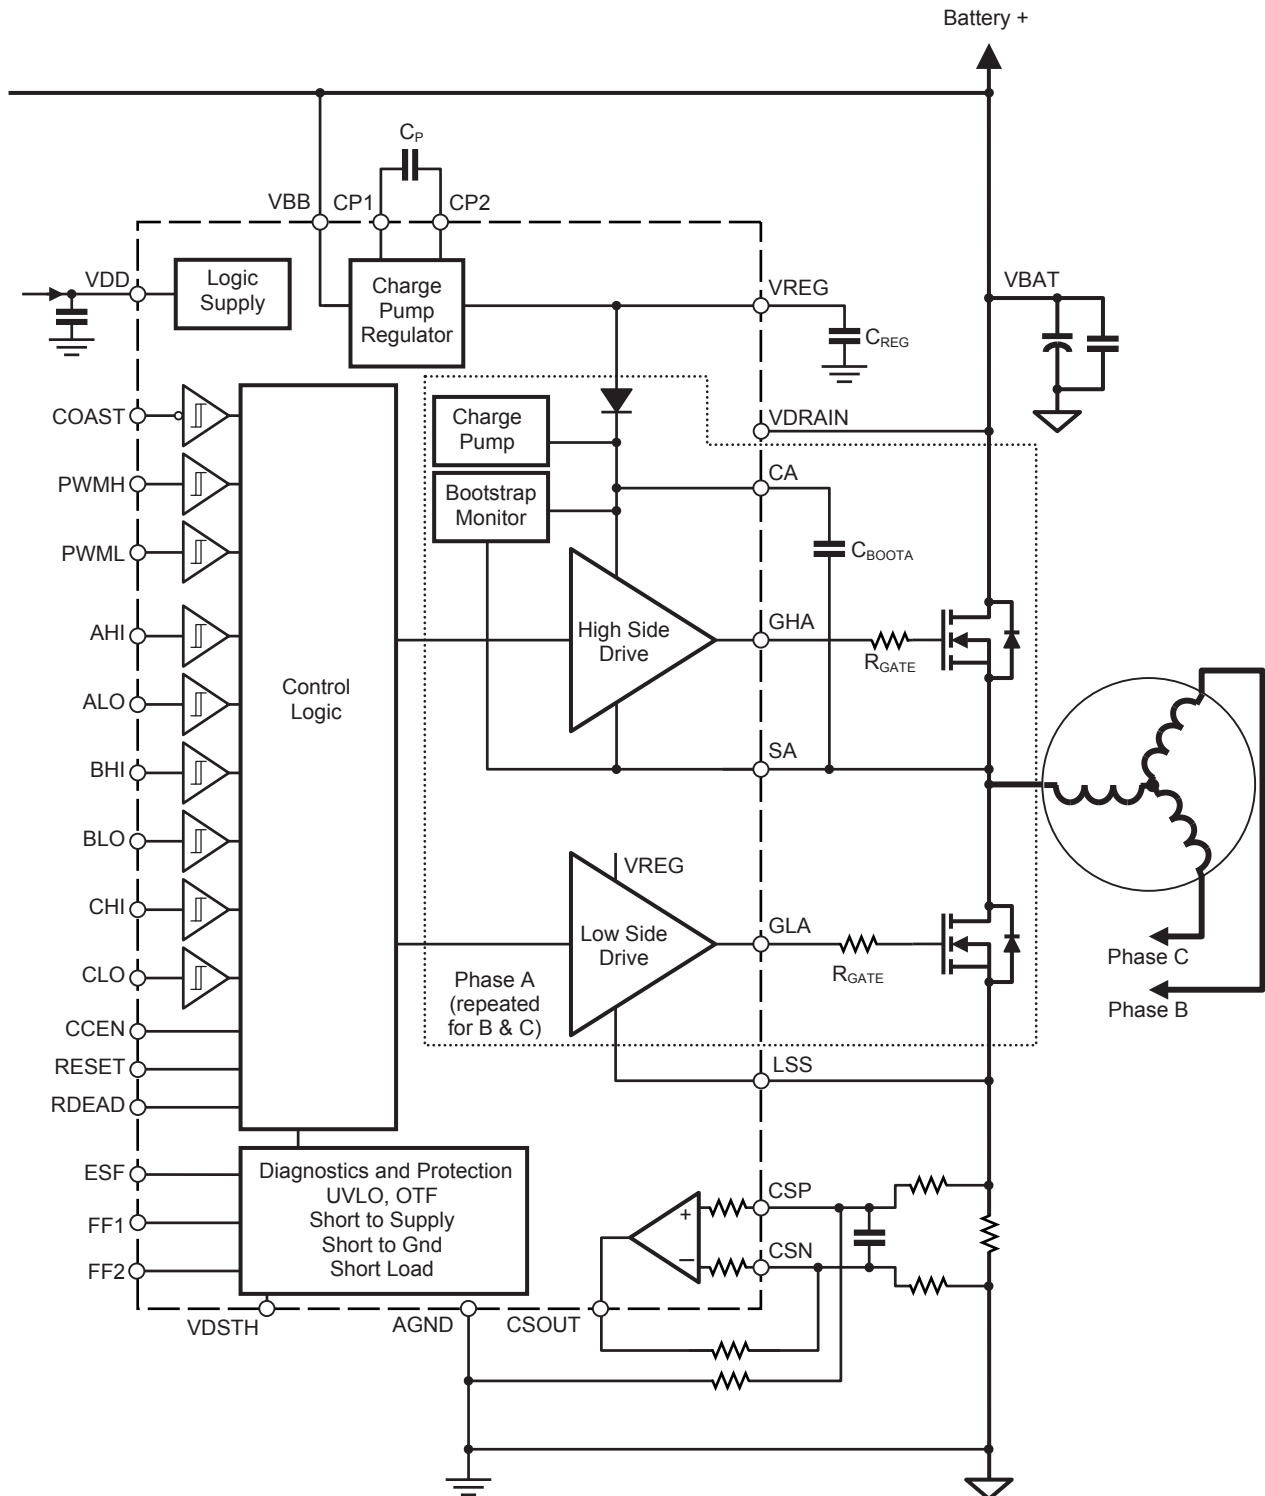 Battery +
CP
VBB
CP1
CP2
VDD
Logic
Supply
Charge
Pump
Regulator
VREG
CREG
VBAT
COAST
PWMH
PWML
AHI
ALO
BHI
BLO
CHI
CLO
CCEN
RESET
RDEAD
ESF
FF1
FF2
Control
Logic
Charge
Pump
Bootstrap
Monitor
VDRAIN
CA
CBOOTA
High Side
Drive
GHA
RGATE
SA
VREG
Low Side
Drive
GLA
RGATE
Phase A
(repeated
for B & C)
Phase C
Phase B
LSS
Diagnostics and Protection
UVLO, OTF
Short to Supply
Short to Gnd
Short Load
+
–
CSP
CSN
VDSTH
AGND
CSOUT